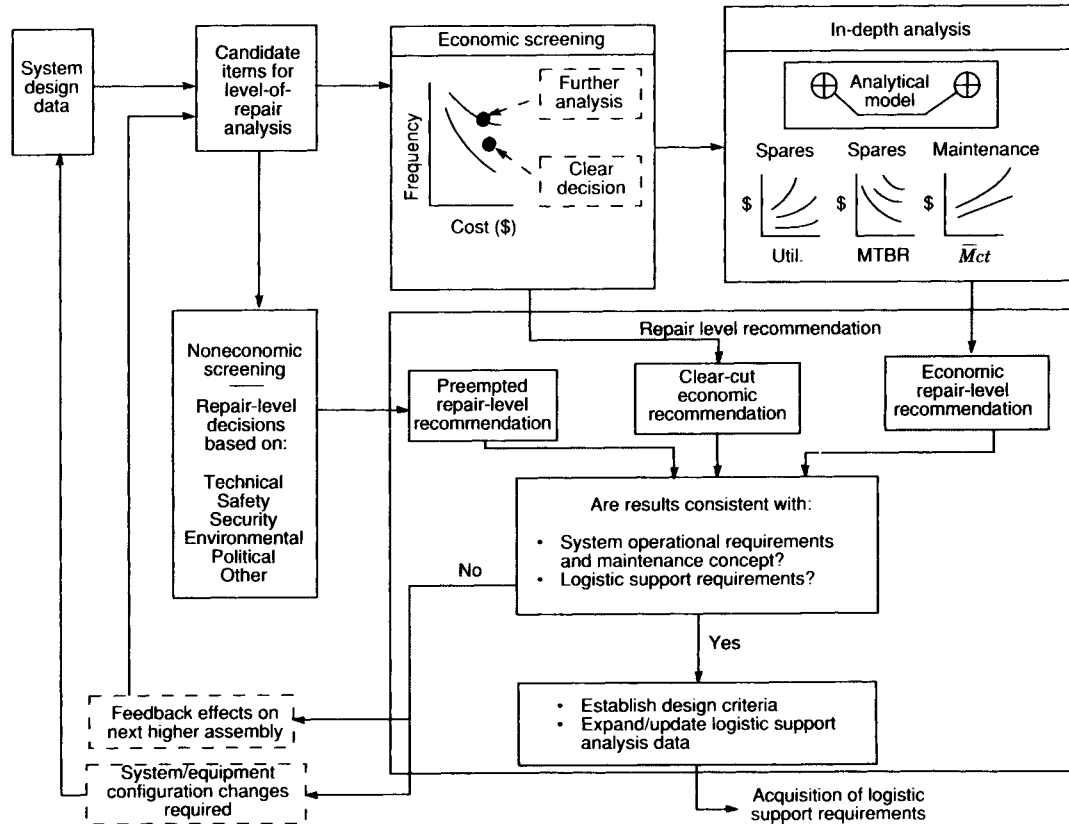 System
design
data
Candidate
items for
level-of-
repair
analysis
Economic screening
Further
analysis
Clear
decision
Frequency
Cost ($)
In-depth analysis
Analytical
model
Spares
Spares
Maintenance
$
$
$
Util.
MTBR
Mct
Noneconomic
screening
Repair-level
decisions
based on:
Technical
Safety
Security
Environmental
Political
Other
Repair level recommendation
Preempted
repair-level
recommendation
Clear-cut
economic
recommendation
Economic
repair-level
recommendation
Are results consistent with:
• System operational requirements
and maintenance concept?
• Logistic support requirements?
No
Yes
• Establish design criteria
• Expand/update logistic support
analysis data
Feedback effects on
next higher assembly
System/equipment
configuration changes
required
Acquisition of logistic
support requirements